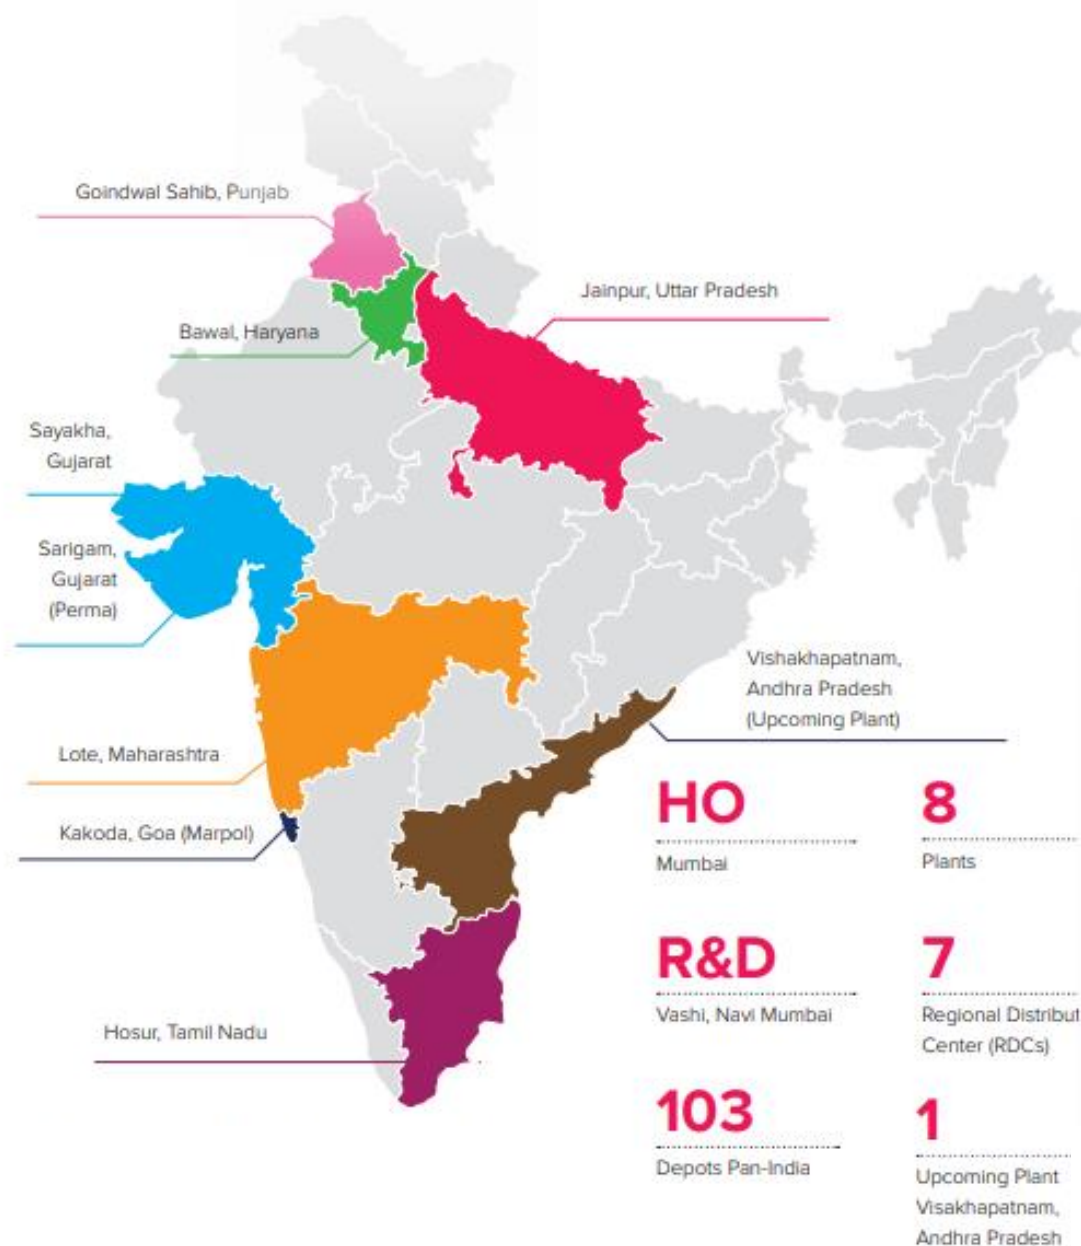 Goindwal Sahib, Punjab
Jainpur, Uttar Pradesh
Bawal, Haryana
Sayakha,
Gujarat
Sarigam,
Gujarat
(Perma)
Vishakhapatnam,
Andhra Pradesh
(Upcoming Plant)
Lote, Maharashtra
Kakoda, Goa (Marpol)
Hosur, Tamil Nadu
HO
Mumbai
8
Plants
R&D
Vashi, Navi Mumbai
7
Regional Distribut
Center (RDCs)
103
Depots Pan-India
1
Upcoming Plant
Visakhapatnam,
Andhra Pradesh